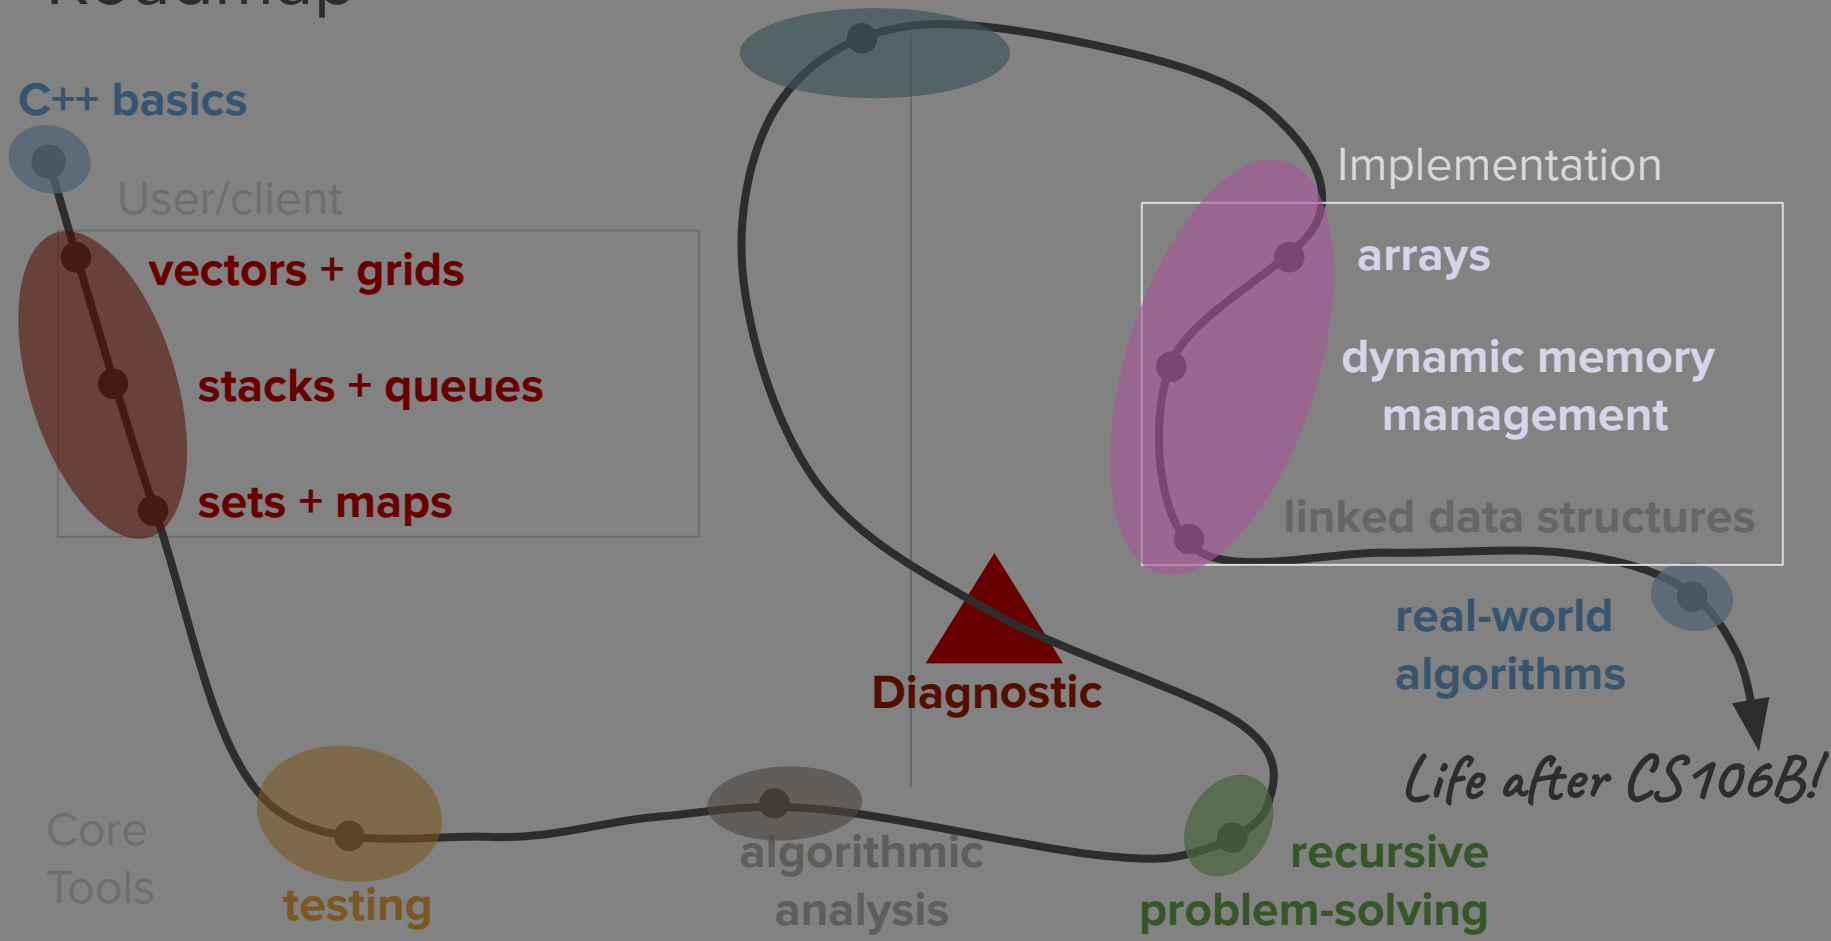 Roadmap
C++ basics
User/client
vectors + grids
stacks + queues
sets + maps
Core
Tools
testing
algorithmic
analysis
recursive
problem-solving
Diagnostic
Implementation
arrays
dynamic memory
management
linked data structures
real-world
algorithms
Life after CS106B!